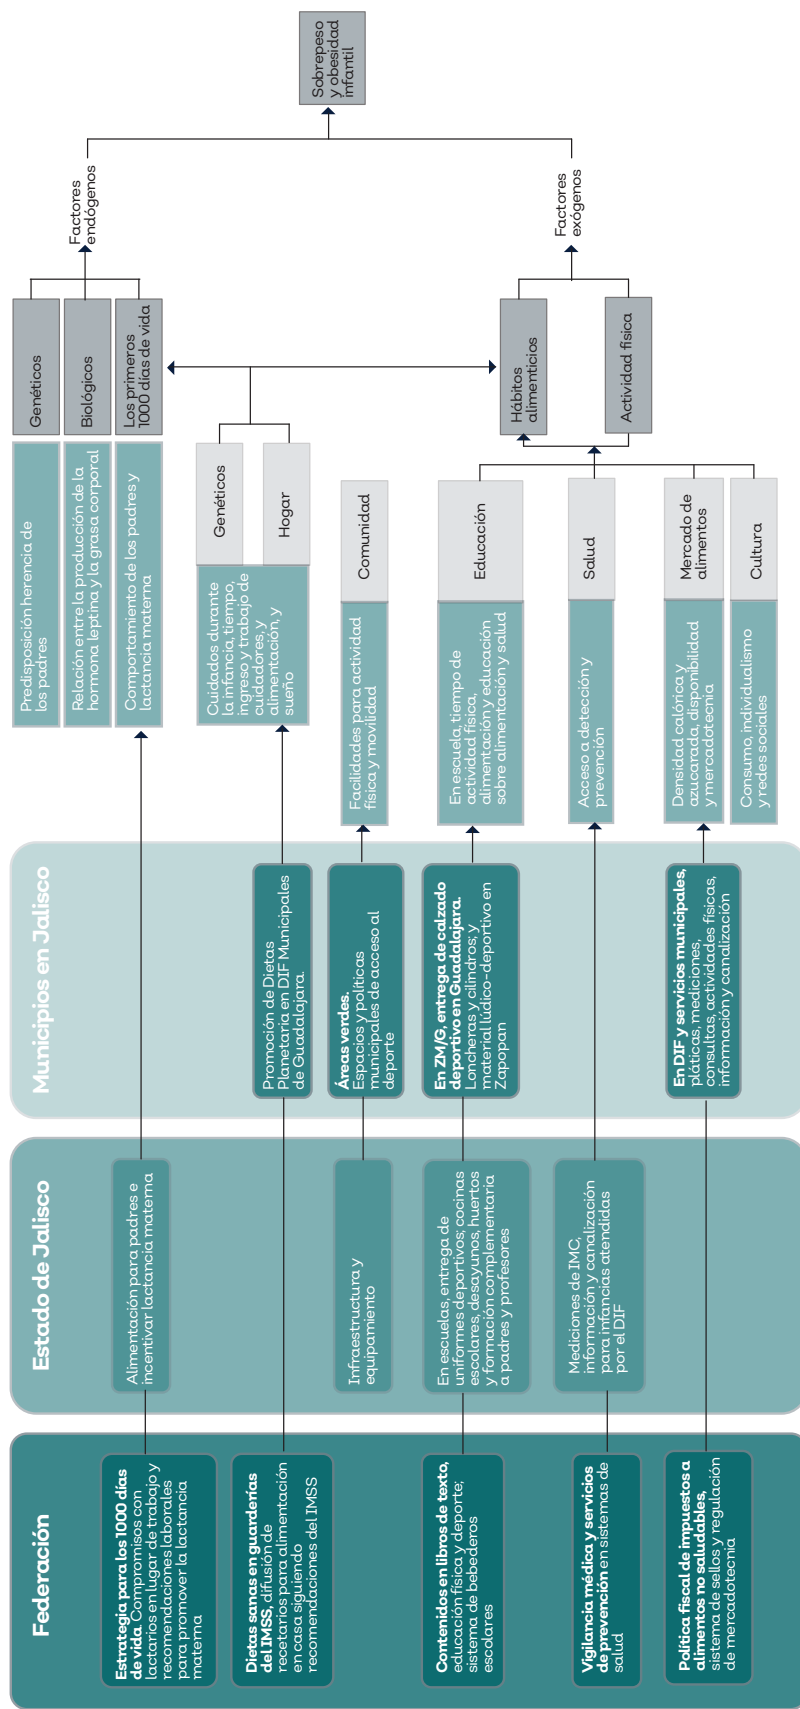 Federación
Estrategia para los 1000 días
de vida. Compromisos con
lactarios en lugar de trabajo y
recomendaciones laborales
para promover la lactancia
materna
Dietas sanas en guarderías
del IMSS, difusión de
recetarios para alimentación
en casa siguiendo
recomendaciones del IMSS
Contenidos en libros de texto,
educación física y deporte;
sistema de bebederos
escolares
Vigilancia médica y servicios
de prevención en sistemas de
salud
Política fiscal de impuestos a
alimentos no saludables,
sistema de sellos y regulación
de mercadotecnia
Estado de Jalisco
Alimentación para padres e
incentivar lactancia materna
Infraestructura y
equipamiento
En escuelas, entrega de
uniformes deportivos; cocinas
escolares, desayunos, huertos
y formación complementaria
a padres y profesores
Mediciones de IMC,
información y canalización
para infancias atendidas
por el DIF
Municipios en Jalisco
Promoción de Dietas
Planetaria en DIF Municipales
de Guadalajara.
Áreas verdes.
Espacios y políticas
municipales de acceso al
deporte
En ZM/G, entrega de calzado
deportivo en Guadalajara.
Loncheras y cilindros; y
material lúdico-deportivo en
Zapopan
En DIF y servicios municipales,
pláticas, mediciones,
consultas, actividades físicas,
información y canalización
Predisposición herencia de
los padres
Relación entre la producción de la
hormona leptina y la grasa corporal
Comportamiento de los padres y
lactancia materna
Cuidados durante
la infancia, tiempo,
ingreso y trabajo de
cuidadores, y
alimentación, y
sueño
Facilidades para actividad
física y movilidad
En escuela, tiempo de
actividad física,
alimentación y educación
sobre alimentación y salud
Acceso a detección y
prevención
Densidad calórica y
azucarada, disponibilidad
y mercadotecnia
Consumo, individualismo
y redes sociales
Genéticos
Hogar
Comunidad
Educación
Salud
Mercado de
alimentos
Cultura
Genéticos
Biológicos
Los primeros
1000 días de vida
Hábitos
alimenticios
Actividad física
Factores
endógenos
Factores
exógenos
Sobrepeso
y obesidad
infantil